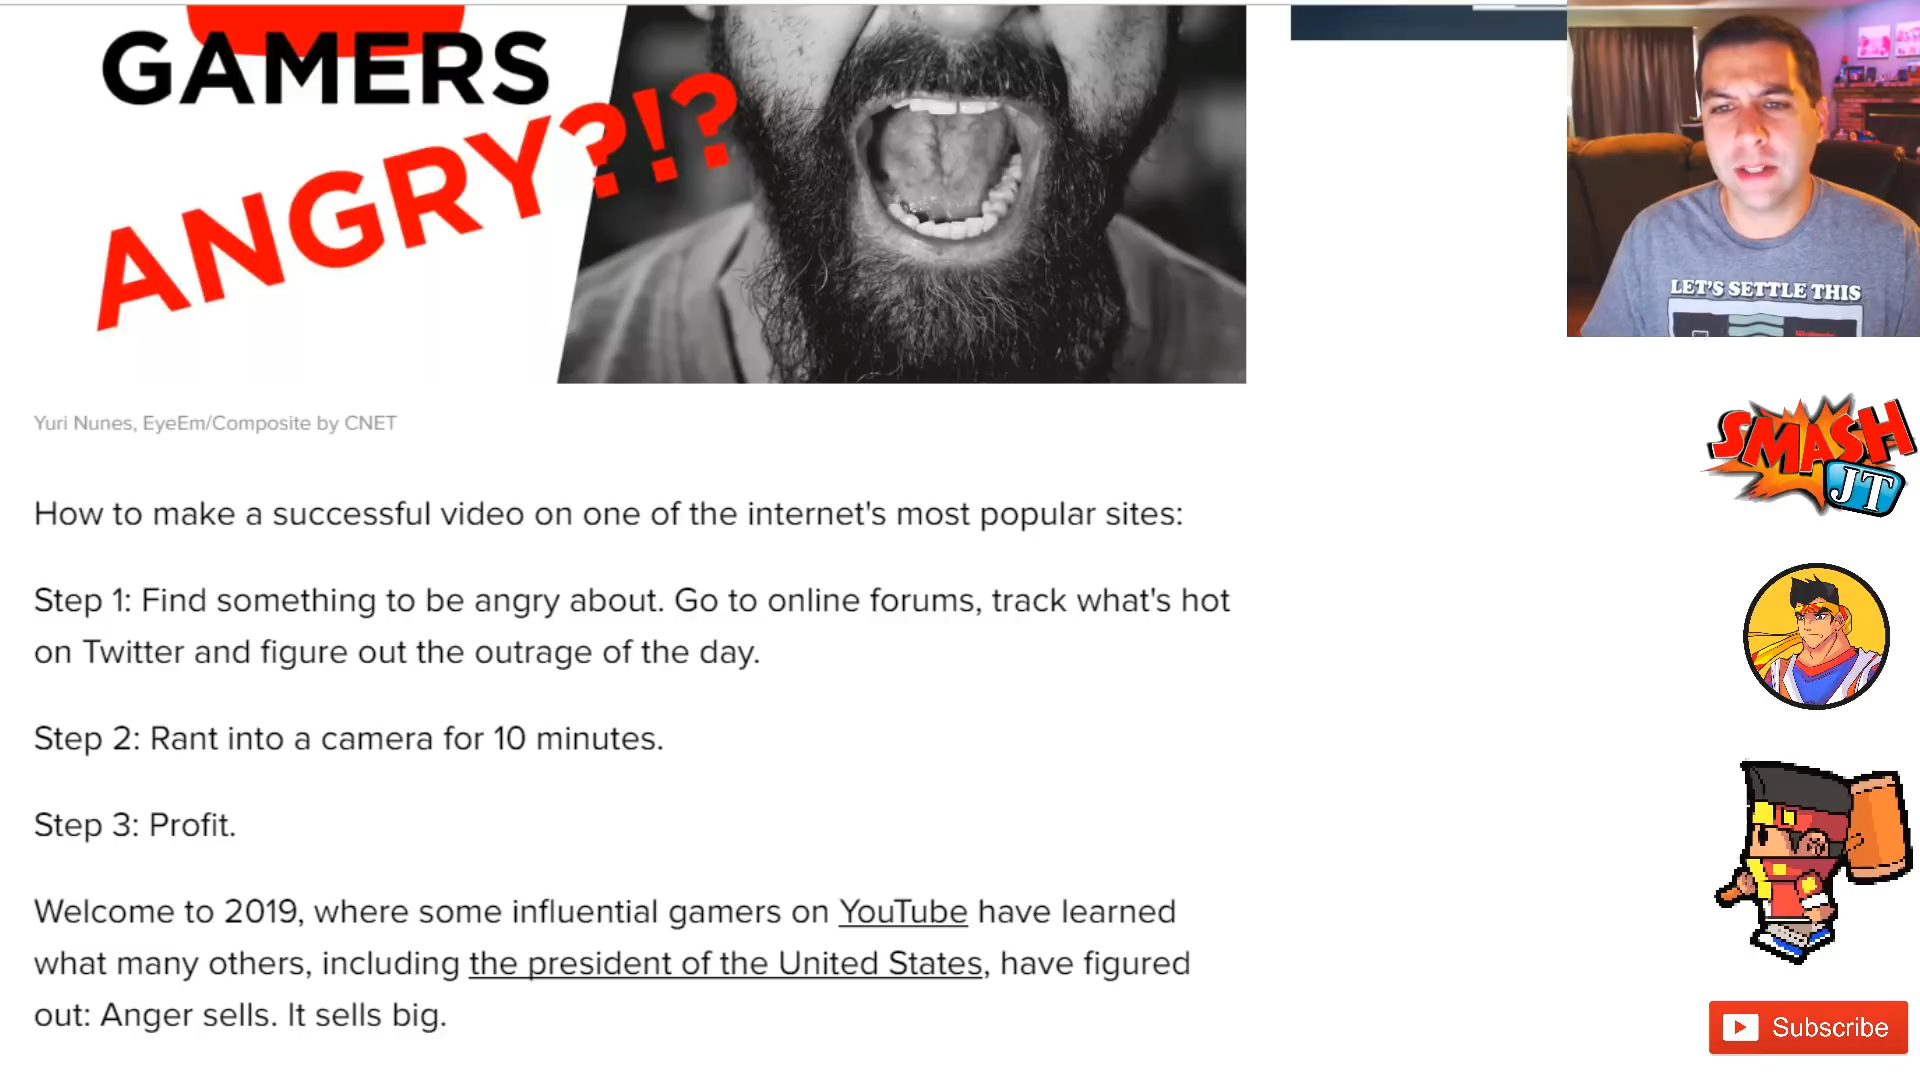 GAMERS
ANGRY?!?
LET'S SETTLE THIS
Nintendo
Yuri Nunes, EyeEm/Composite by CNET
SMASH
JT
How to make a successful video on one of the internet's most popular sites:
Step 1: Find something to be angry about. Go to online forums, track what's hot
on Twitter and figure out the outrage of the day.
Step 2: Rant into a camera for 10 minutes.
Step 3: Profit.
Welcome to 2019, where some influential gamers on YouTube have learned
what many others, including the president of the United States, have figured
out: Anger sells. It sells big.
Subscribe